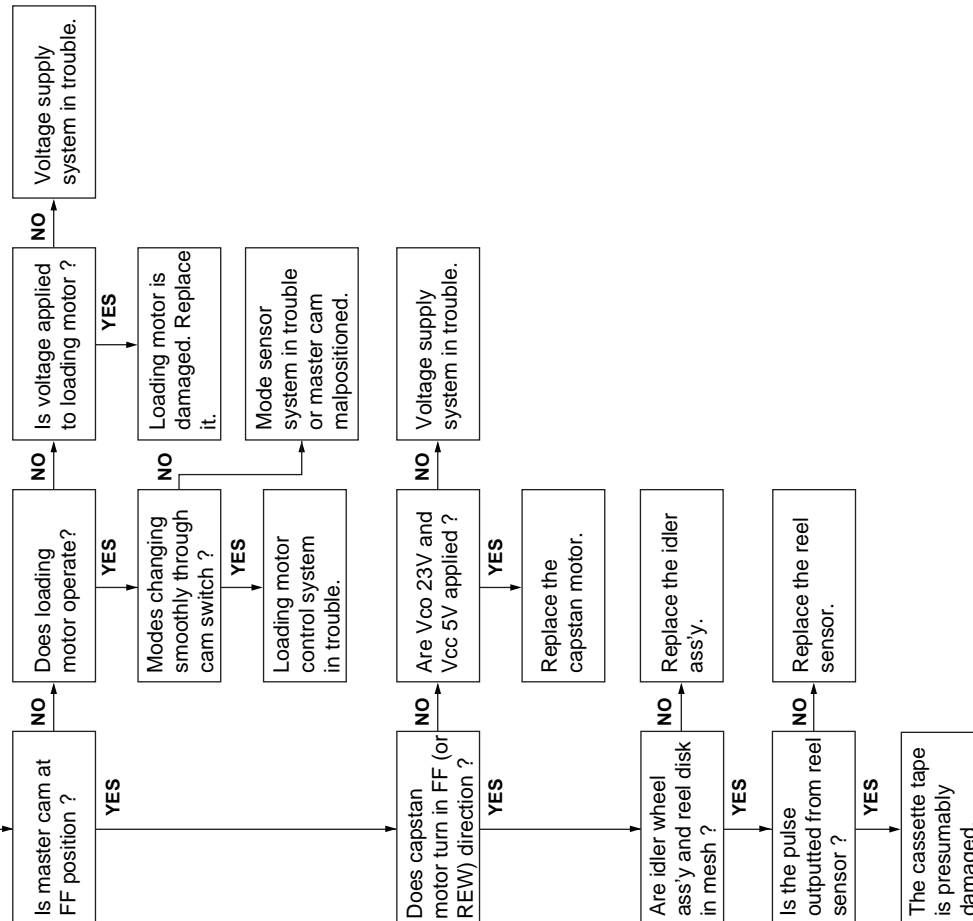 Is master cam at
FF position ?
NO
YES
Does loading
motor operate?
NO
YES
Is voltage applied
to loading motor ?
NO
YES
Voltage supply
system in trouble.
Loading motor is
damaged. Replace
it.
Modes changing
smoothly through
cam switch ?
NO
YES
Mode sensor
system in trouble
or master cam
malpositioned.
Loading motor
control system
in trouble.
Does capstan
motor turn in FF (or
REW) direction ?
NO
YES
Are Vco 23V and
Vcc 5V applied ?
NO
YES
Voltage supply
system in trouble.
Replace the
capstan motor.
Are idler wheel
ass'y and reel disk
in mesh ?
NO
YES
Replace the idler
ass'y.
Is the pulse
outputted from reel
sensor ?
NO
YES
Replace the reel
sensor.
The cassette tape
is presumably
damaged.